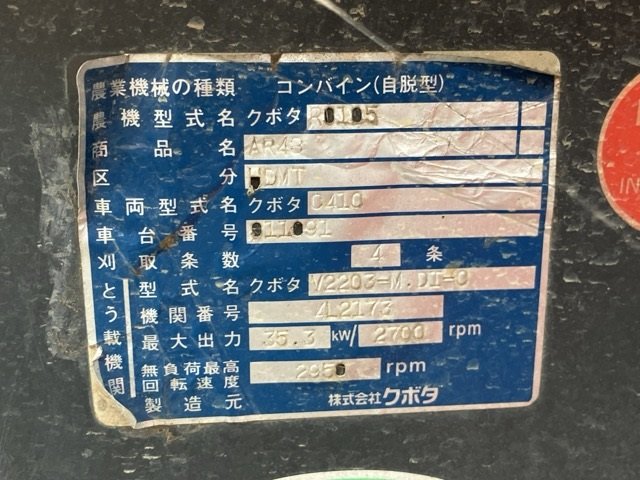 農業機械の種類 コンバイン(自脱型)
農機型式名 クボタ
商品名 AR43
区分
車両型式名 クボタ C410
車台番号
刈取条数 4 条
とう載機関 型式名 クボタ V2203-M.DI-C
機関番号 4L2173
最大出力 35.3 kW/ 2700 rpm
無負荷最高回転速度 2950 rpm
製造元 株式会社クボタ
IN